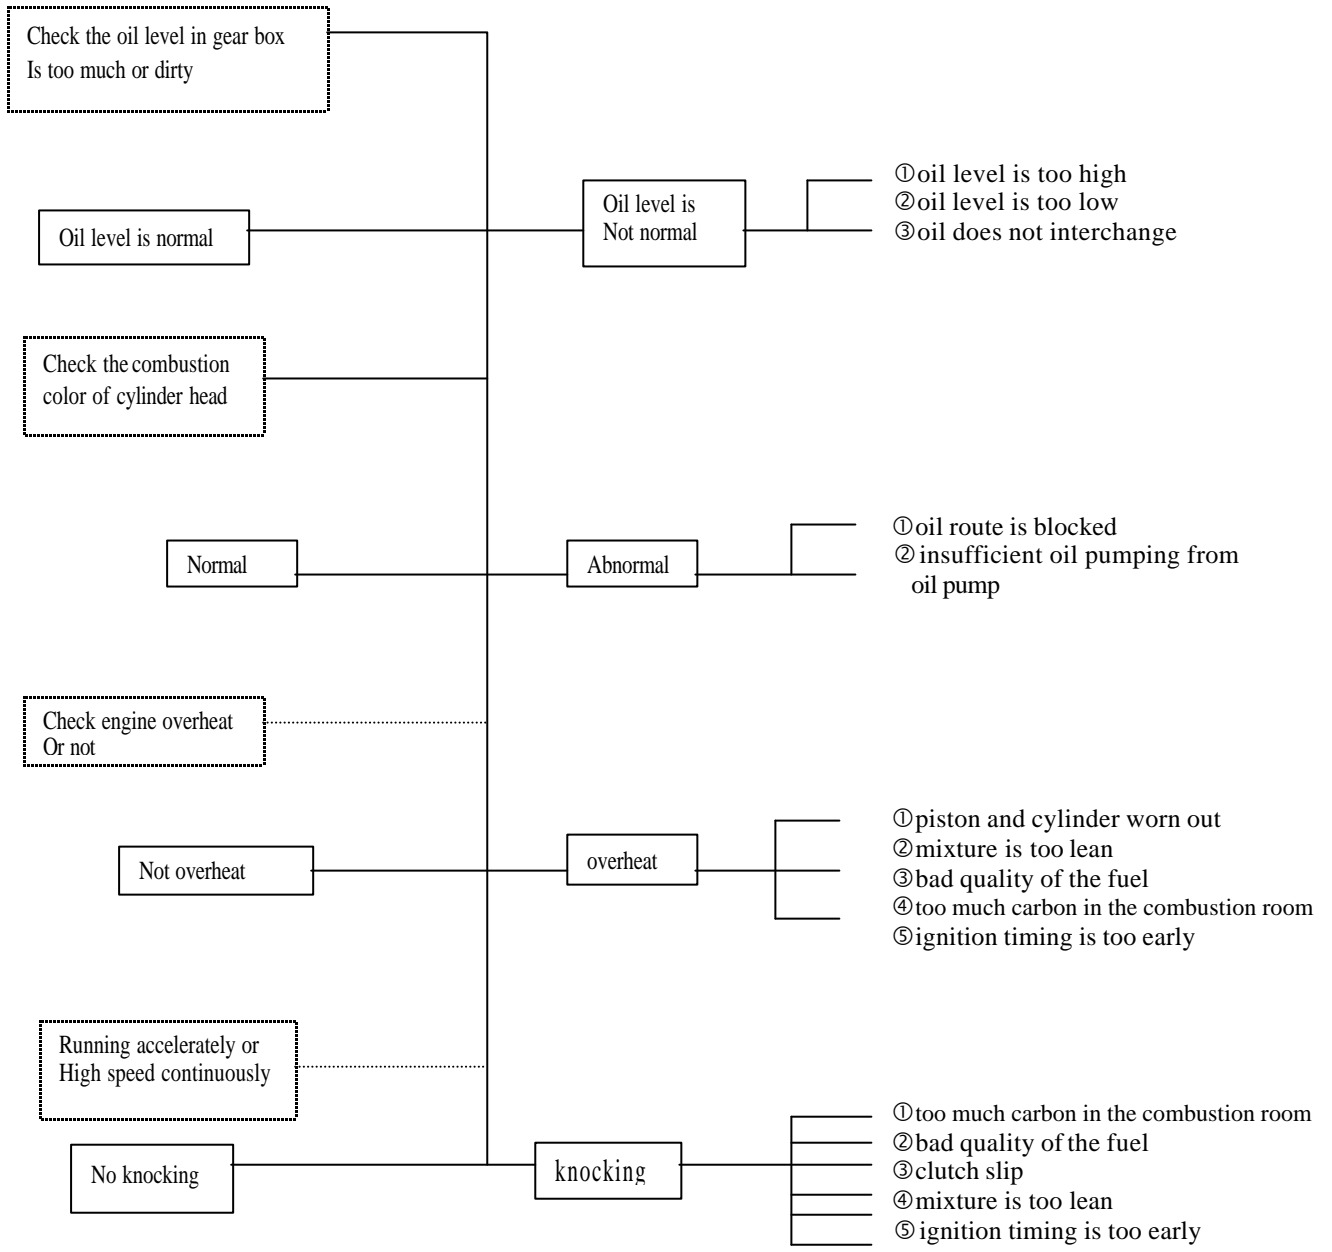 Check the oil level in gear box
Is too much or dirty
Oil level is normal
Oil level is
Not normal
①oil level is too high
②oil level is too low
③oil does not interchange
Check the combustion
color of cylinder head
Normal
Abnormal
①oil route is blocked
② insufficient oil pumping from
oil pump
Check engine overheat
Or not
Not overheat
overheat
①piston and cylinder worn out
②mixture is too lean
③bad quality of the fuel
④too much carbon in the combustion room
⑤ignition timing is too early
Running accelerately or
High speed continuously
No knocking
knocking
①too much carbon in the combustion room
②bad quality of the fuel
③clutch slip
④mixture is too lean
⑤ignition timing is too early